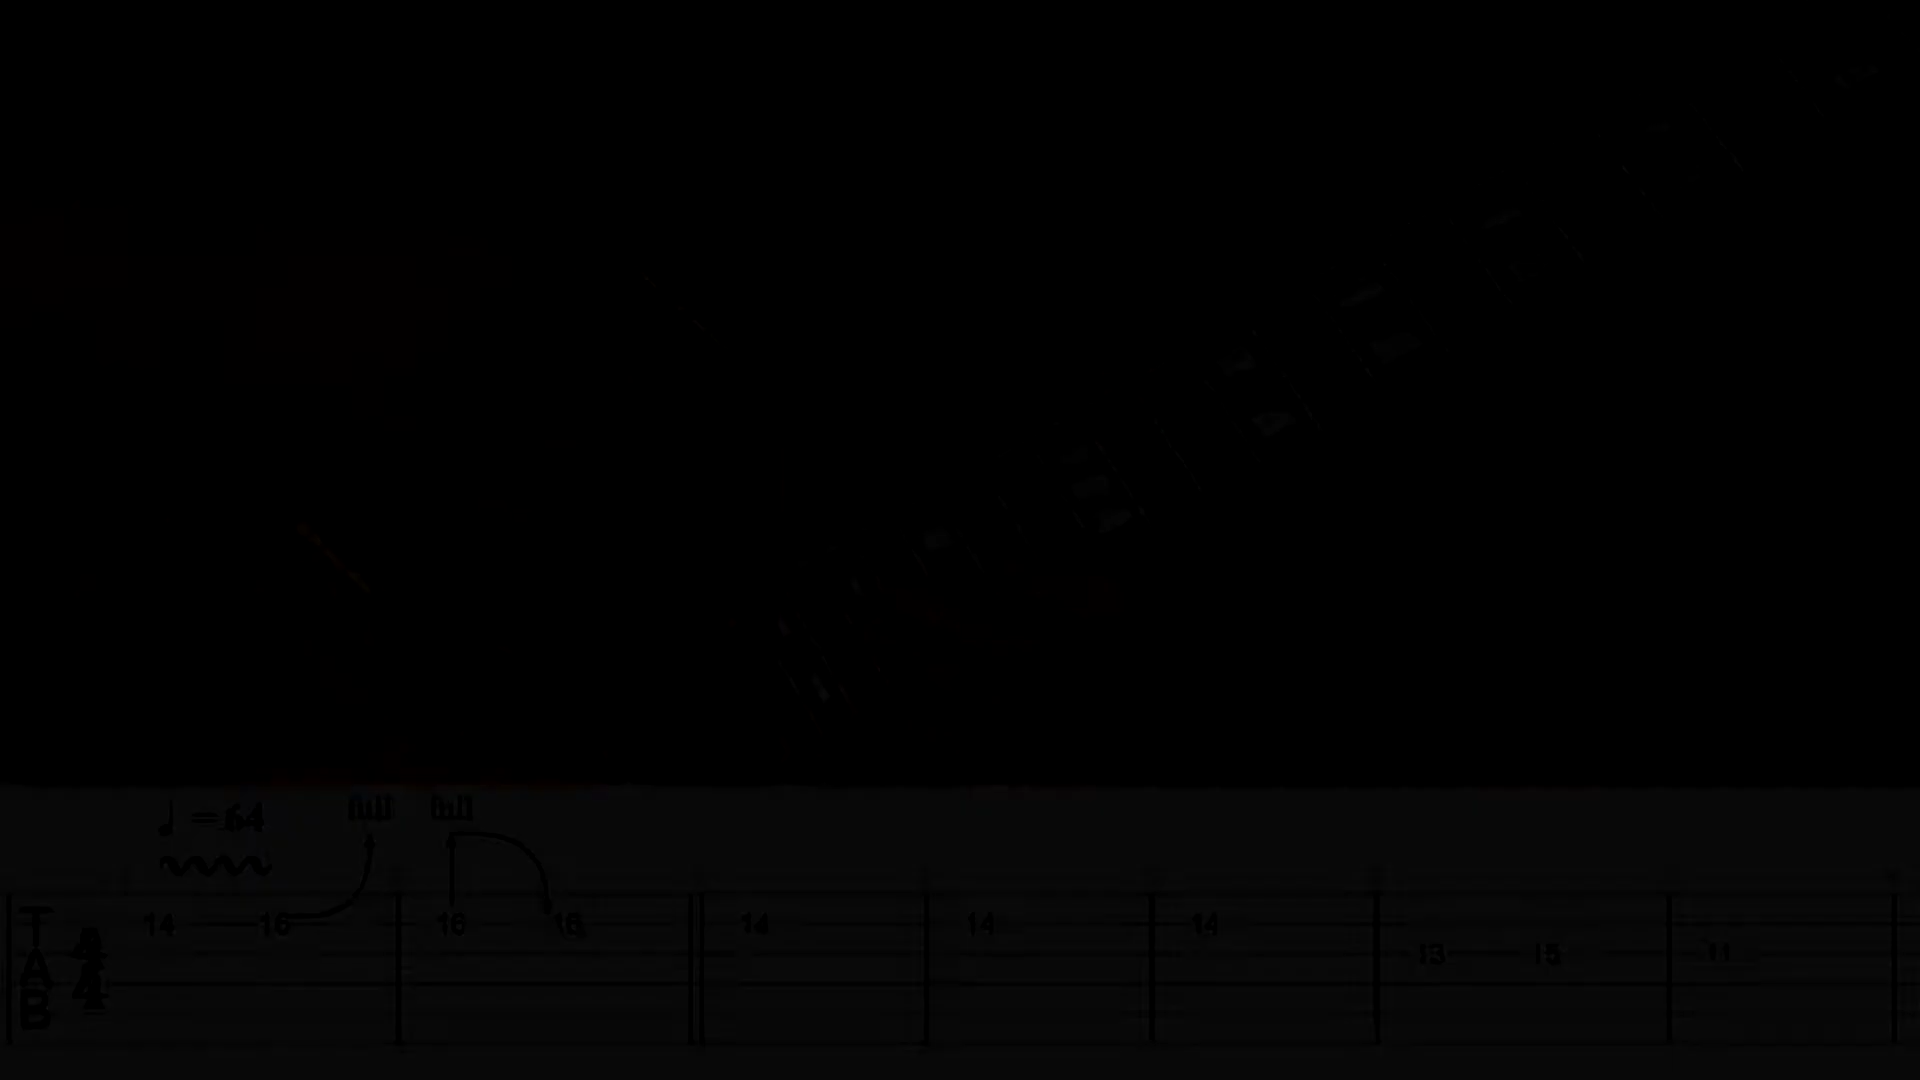 ♩ = 64
full full
14 16 16 16 14 14 14
T
A 13 15 11
B
4
4